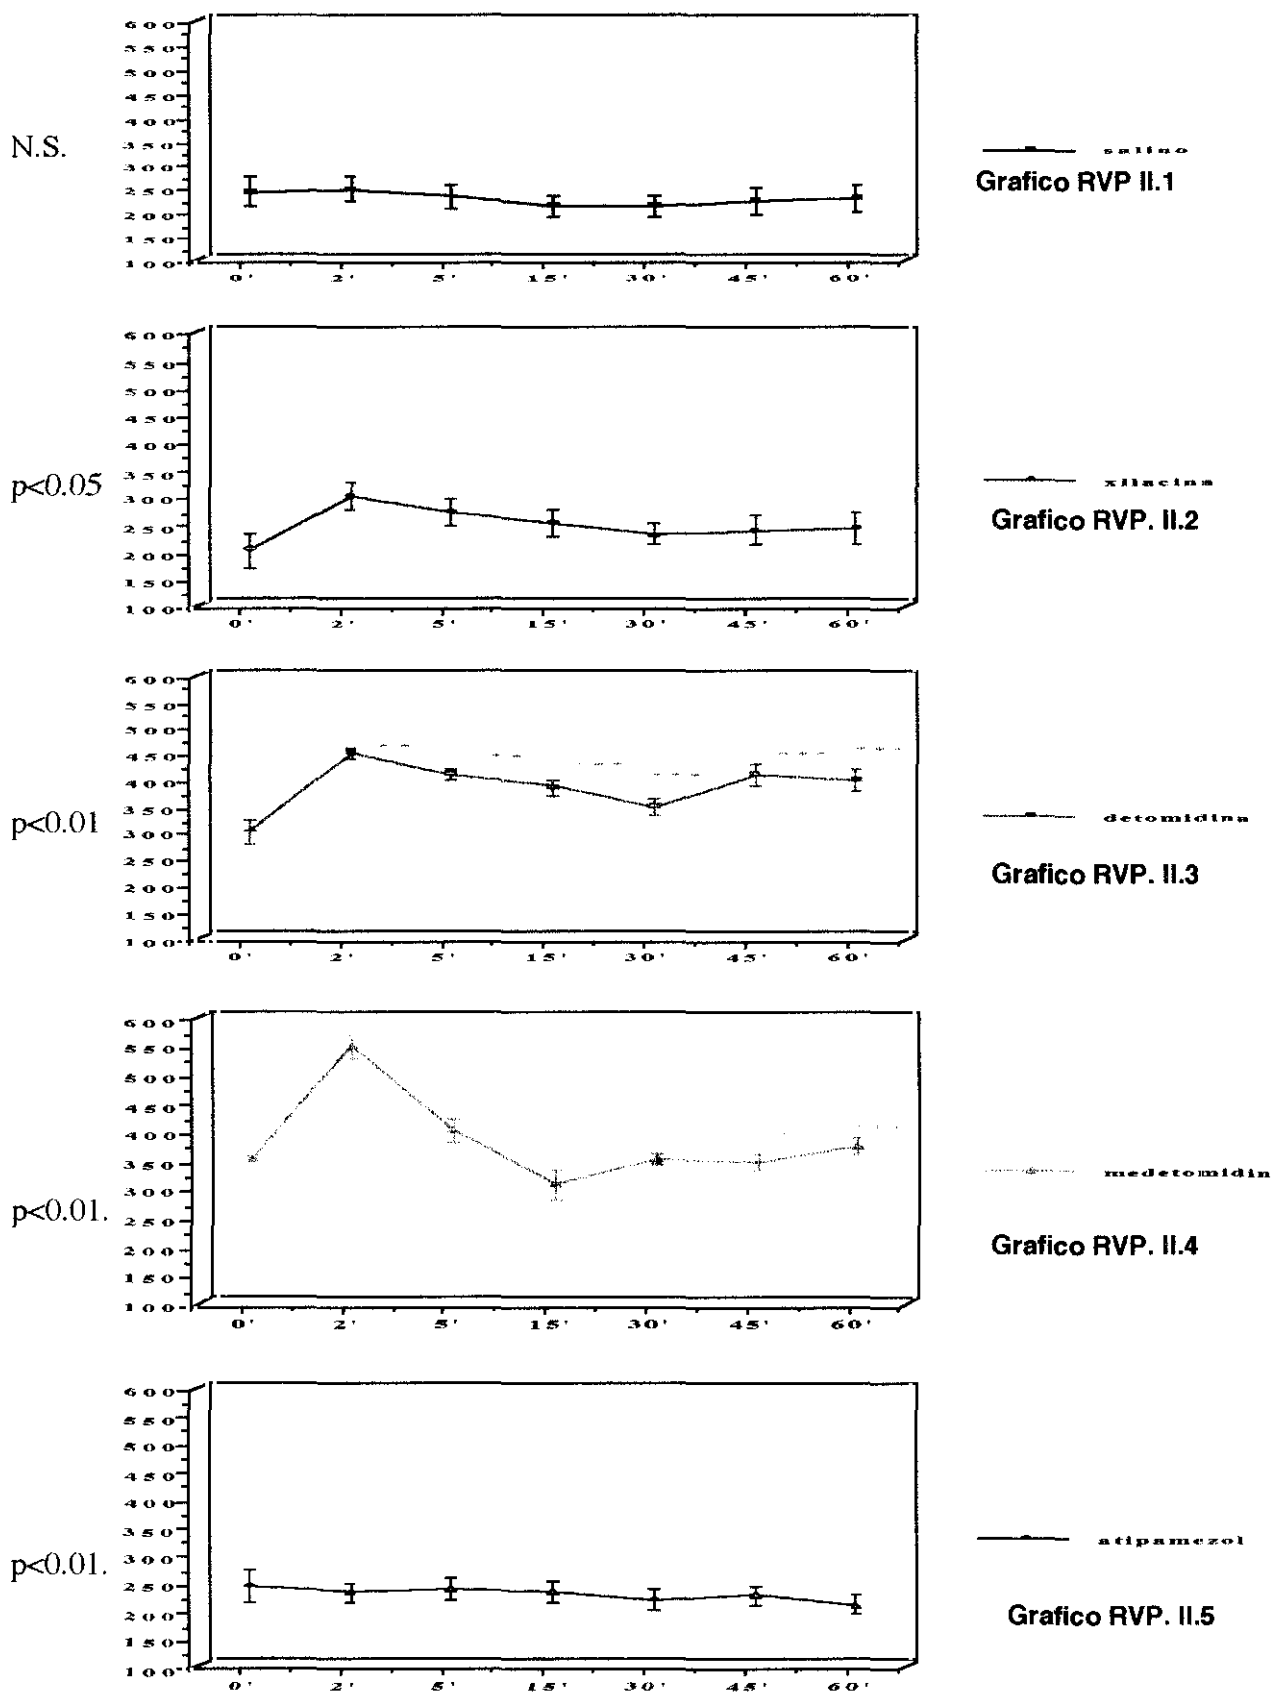 600
550
500
450
400
350
300
250
200
150
100
N.S.
0' 2' 5' 15' 30' 45' 60'
salino
Grafico RVP II.1
600
550
500
450
400
350
300
250
200
150
100
p<0.05
0' 2' 5' 15' 30' 45' 60'
xilacina
Grafico RVP. II.2
600
550
500
450
400
350
300
250
200
150
100
p<0.01
0' 2' 5' 15' 30' 45' 60'
detomidina
Grafico RVP. II.3
600
550
500
450
400
350
300
250
200
150
100
p<0.01.
0' 2' 5' 15' 30' 45' 60'
medetomidin
Grafico RVP. II.4
600
550
500
450
400
350
300
250
200
150
100
p<0.01.
0' 2' 5' 15' 30' 45' 60'
atipamezol
Grafico RVP. II.5